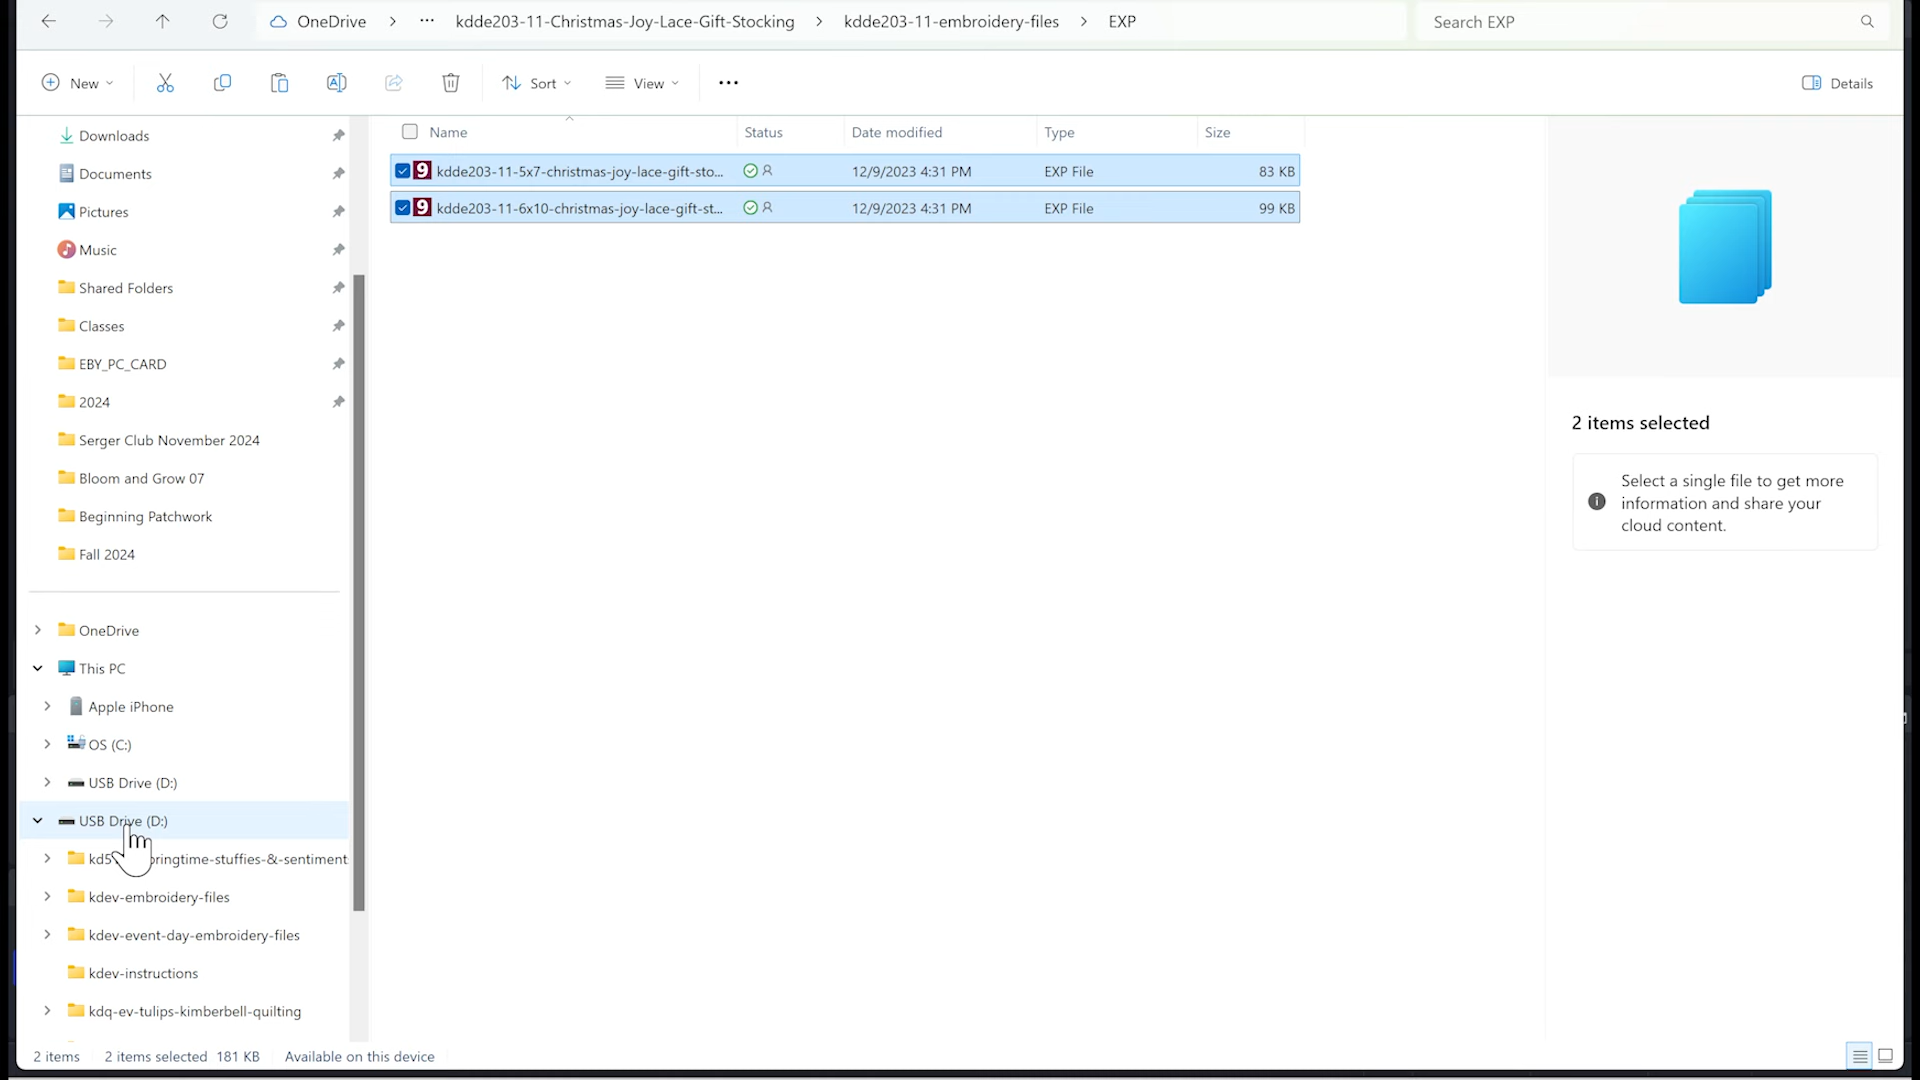 OneDrive > ... kdde203-11-Christmas-Joy-Lace-Gift-Stocking > kdde203-11-embroidery-files > EXP
Search EXP
New
Sort
View
...
Details
Name Status Date modified Type Size
kdde203-11-5x7-christmas-joy-lace-gift-sto... 12/9/2023 4:31 PM EXP File 83 KB
kdde203-11-6x10-christmas-joy-lace-gift-st... 12/9/2023 4:31 PM EXP File 99 KB
Downloads
Documents
Pictures
Music
Shared Folders
Classes
EBY_PC_CARD
2024
Serger Club November 2024
Bloom and Grow 07
Beginning Patchwork
Fall 2024
OneDrive
This PC
Apple iPhone
OS (C:)
USB Drive (D:)
USB Drive (D:)
ringtime-stuffies-&-sentiment
kdev-embroidery-files
kdev-event-day-embroidery-files
kdev-instructions
kdq-ev-tulips-kimberbell-quilting
2 items selected
Select a single file to get more
information and share your
cloud content.
2 items 2 items selected 181 KB Available on this device